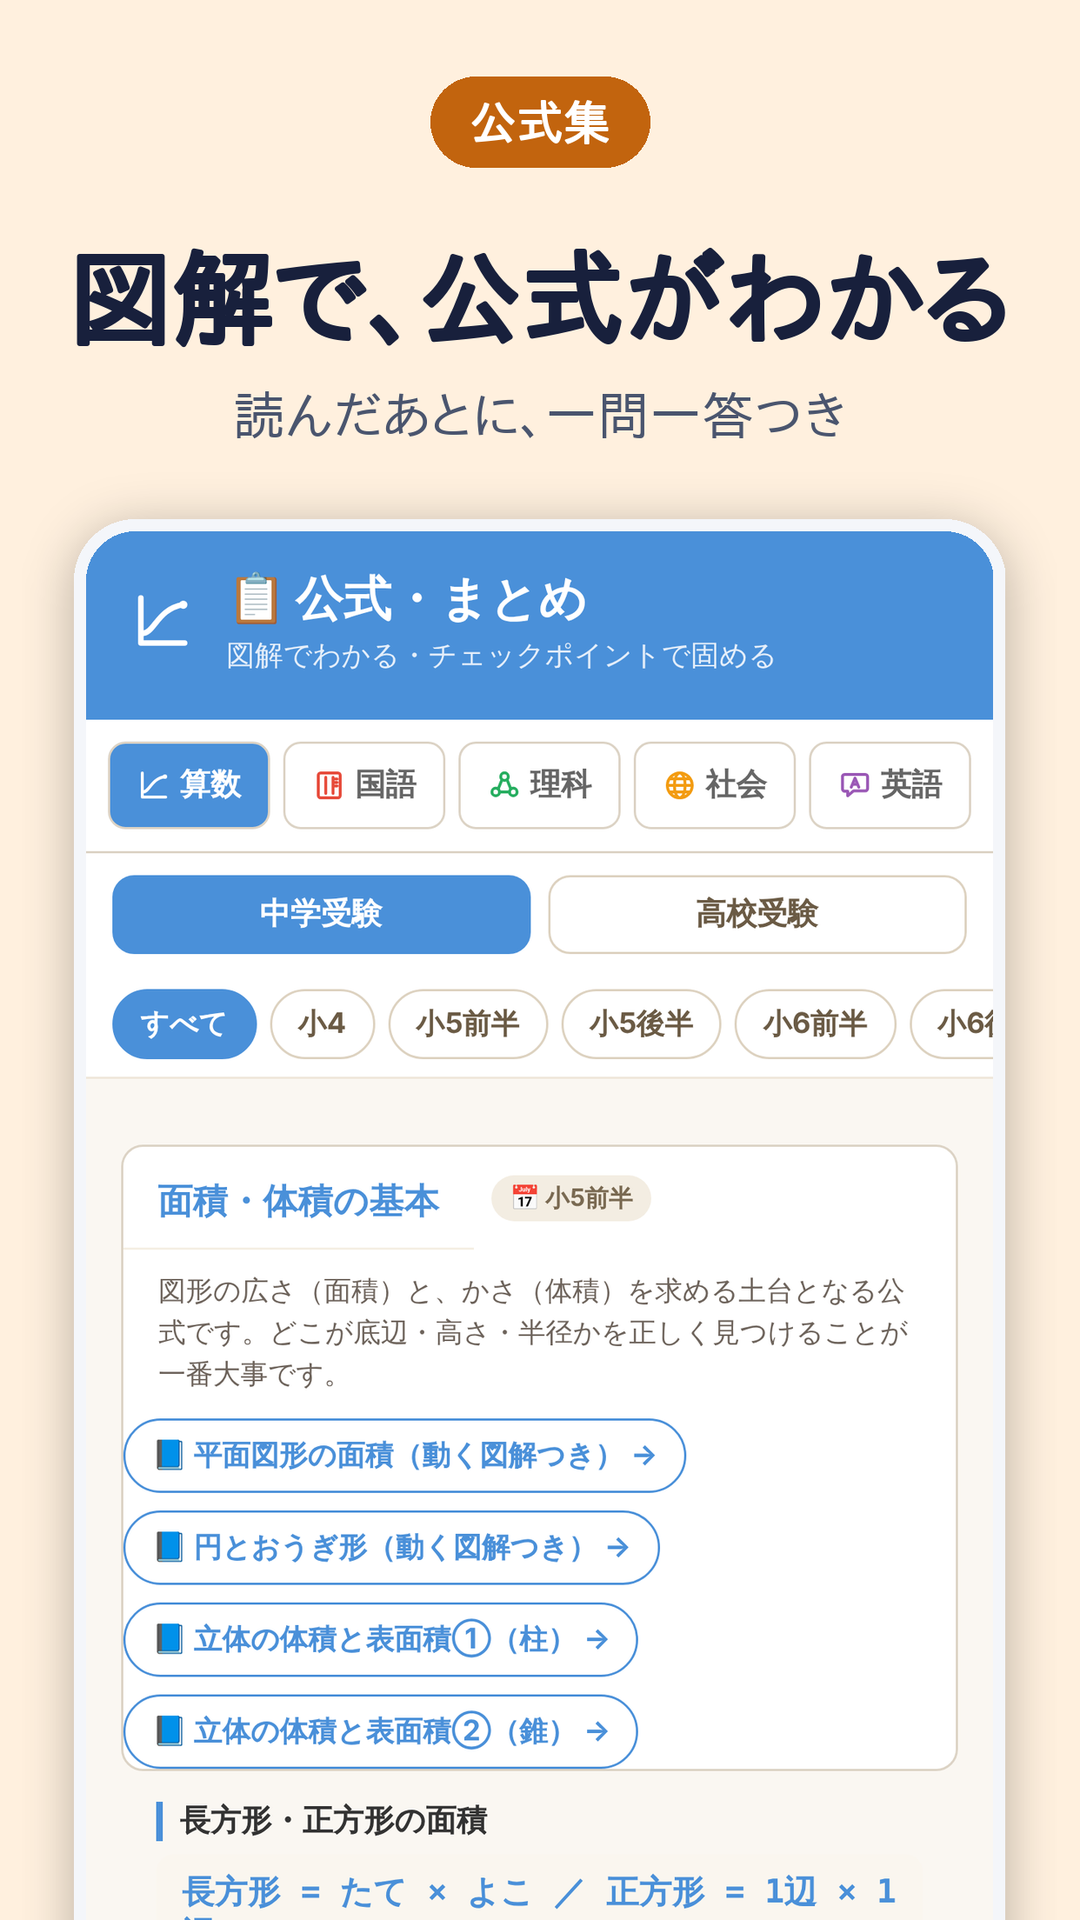 公式集
図解で、公式がわかる
読んだあとに、一問一答つき
📋 公式・まとめ
図解でわかる・チェックポイントで固める
算数 国語 理科 社会 英語
中学受験 高校受験
すべて 小4 小5前半 小5後半 小6前半 小6
面積・体積の基本 小5前半
図形の広さ（面積）と、かさ（体積）を求める土台となる公
式です。どこが底辺・高さ・半径かを正しく見つけることが
一番大事です。
📘 平面図形の面積（動く図解つき） →
📘 円とおうぎ形（動く図解つき） →
📘 立体の体積と表面積①（柱） →
📘 立体の体積と表面積②（錐） →
長方形・正方形の面積
長方形 = たて × よこ ／ 正方形 = 1辺 × 1